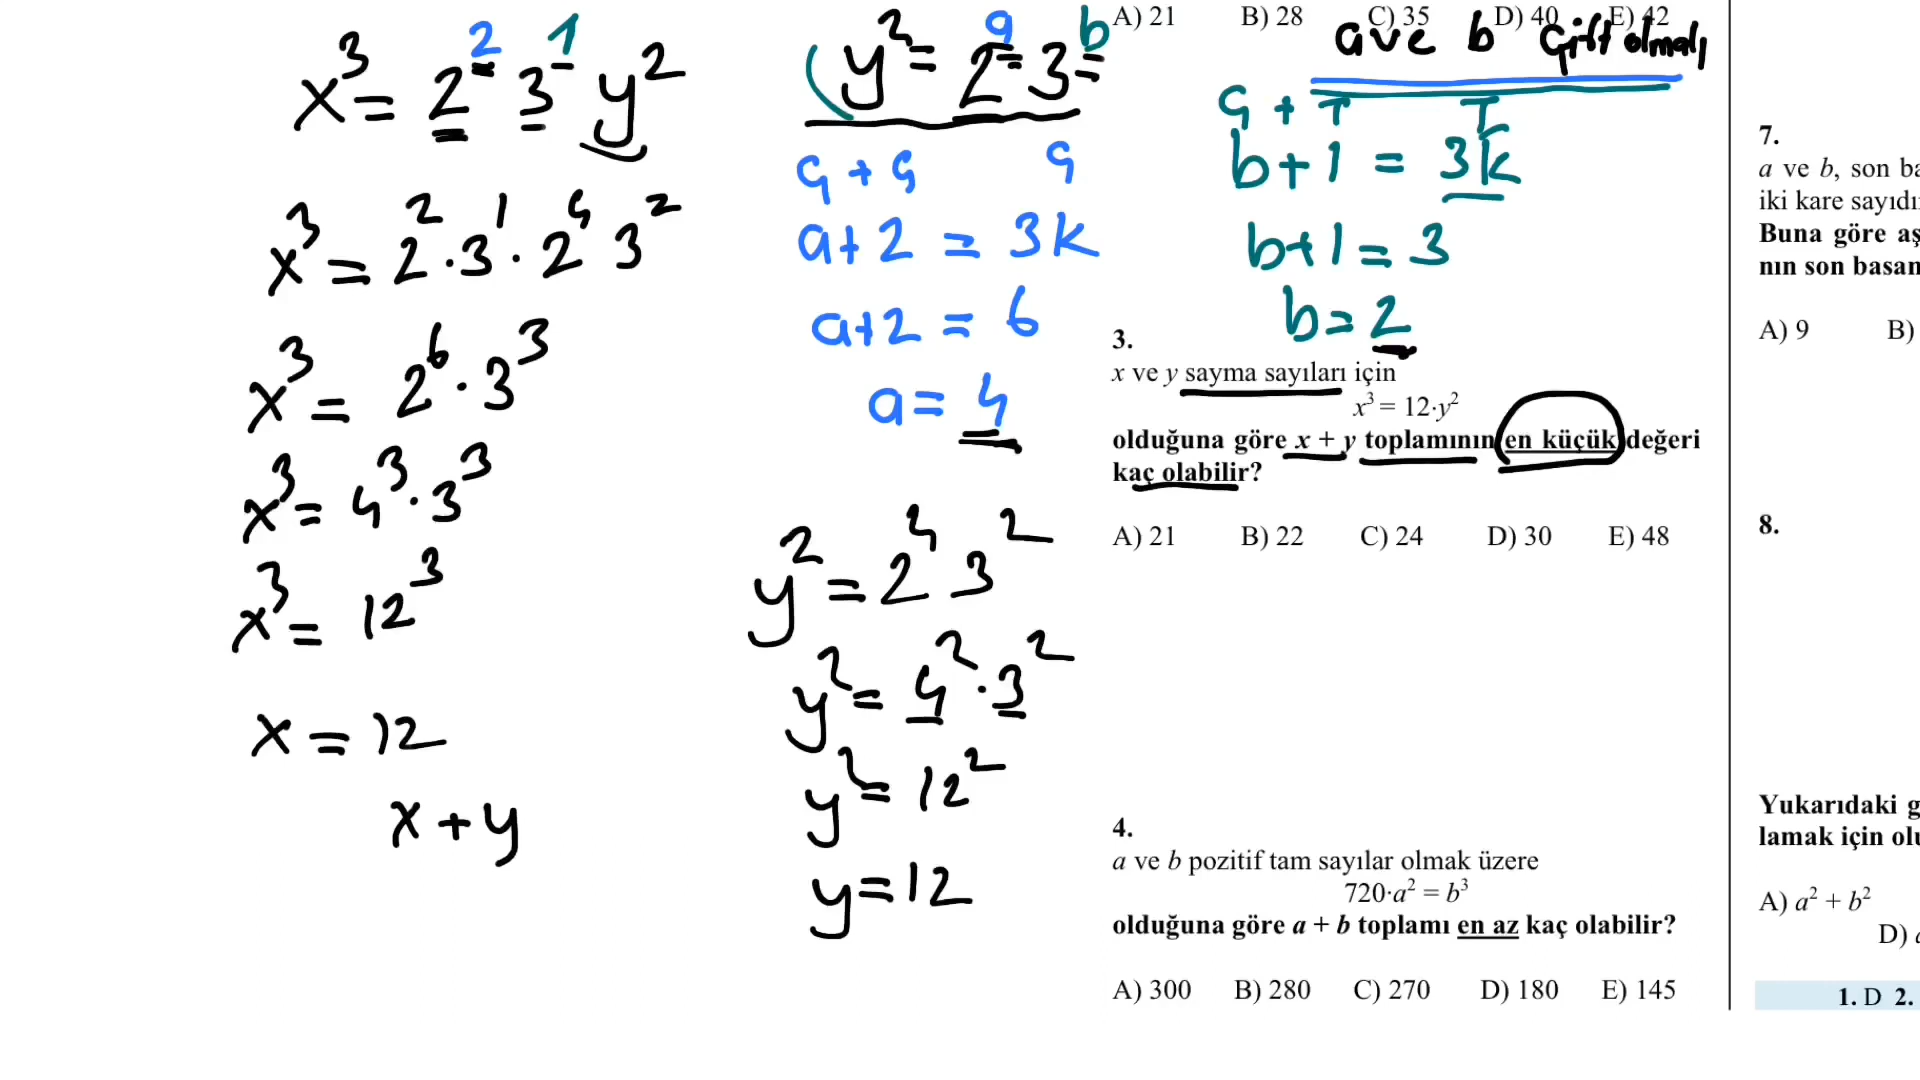 x³ = 2² 3¹ y²
x³ = 2² · 3¹ · 2⁴ 3²
x³ = 2⁶ · 3³
x³ = 4³ · 3³
x³ = 12³
x = 12
x + y
y² = 2ᵃ 3ᵇ
4 + 4 4
a + 2 = 3k
a + 2 = 6
a = 4
y² = 2⁴ 3²
y² = 4² · 3²
y² = 12²
y = 12
A) 21 B) 28 C) 35 D) 40 E) 42
a ve b çift olmalı
b + 1 = 3k
b + 1 = 3
b = 2
3.
x ve y sayma sayıları için
x³ = 12·y²
olduğuna göre x + y toplamının en küçük değeri
kaç olabilir?
A) 21 B) 22 C) 24 D) 30 E) 48
4.
a ve b pozitif tam sayılar olmak üzere
720·a² = b³
olduğuna göre a + b toplamı en az kaç olabilir?
A) 300 B) 280 C) 270 D) 180 E) 145
7.
a ve b, son ba
iki kare sayıdı
Buna göre aş
nın son basan
A) 9 B)
8.
Yukarıdaki g
lamak için olu
A) a² + b²
D)
1. D 2.